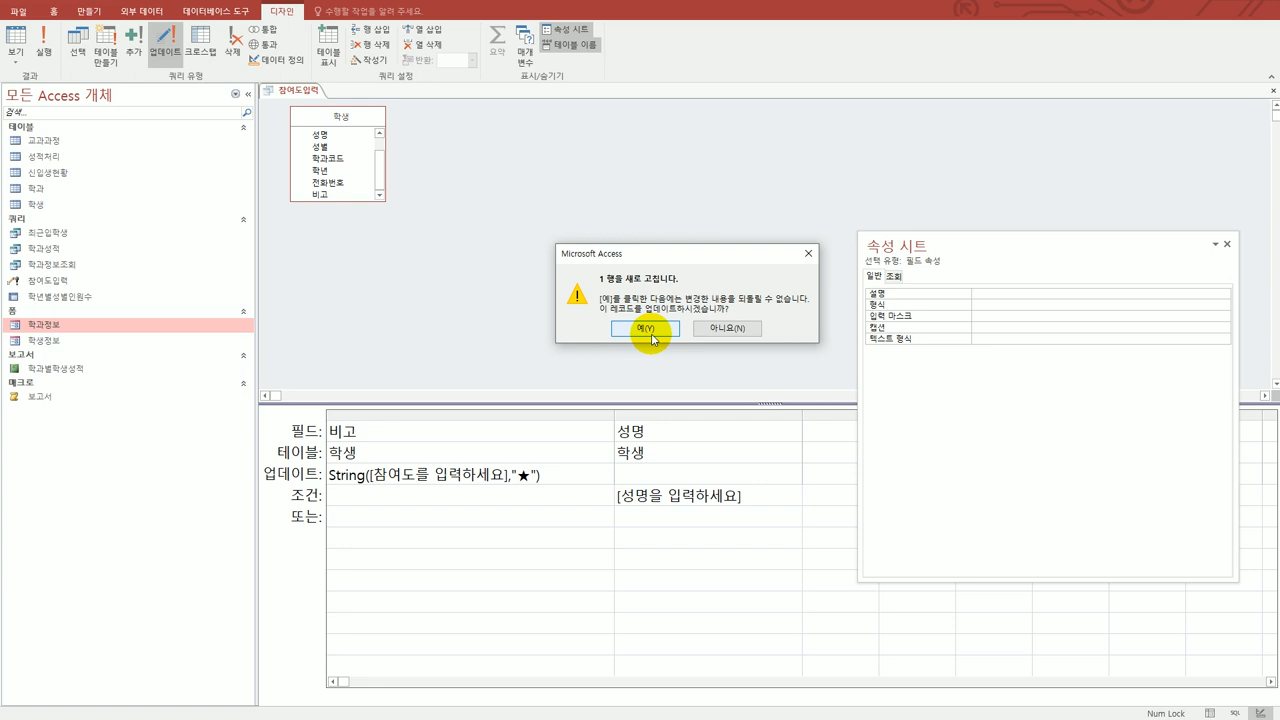 파일 홈 만들기 외부 데이터 데이터베이스 도구 디자인 수행할 작업을 알려 주세요.
통합 행 삽입 열 삽입 속성 시트
통과 행 삭제 열 삭제 테이블 이름
보기 실행 선택 테이블 만들기 추가 업데이트 크로스탭 삭제 데이터 정의 테이블 표시 작성기 반환: 요약 매개 변수
결과 쿼리 유형 쿼리 설정 표시/숨기기
모든 Access 개체
검색...
테이블
교과과정
성적처리
신입생현황
학과
학생
쿼리
최근입학생
학과성적
학과정보조회
참여도입력
학년별성별인원수
폼
학과정보
학생정보
보고서
학과별학생성적
매크로
보고서
참여도입력
학생
성명
성별
학과코드
학년
전화번호
비고
Microsoft Access
1 행을 새로 고칩니다.
[예]를 클릭한 다음에는 변경한 내용을 되돌릴 수 없습니다.
이 레코드를 업데이트하시겠습니까?
예(Y) 아니요(N)
속성 시트
선택 유형: 필드 속성
일반 조회
설명
형식
입력 마스크
캡션
텍스트 형식
필드: 비고 성명
테이블: 학생 학생
업데이트: String([참여도를 입력하세요],"★")
조건: [성명을 입력하세요]
또는:
Num Lock SQL